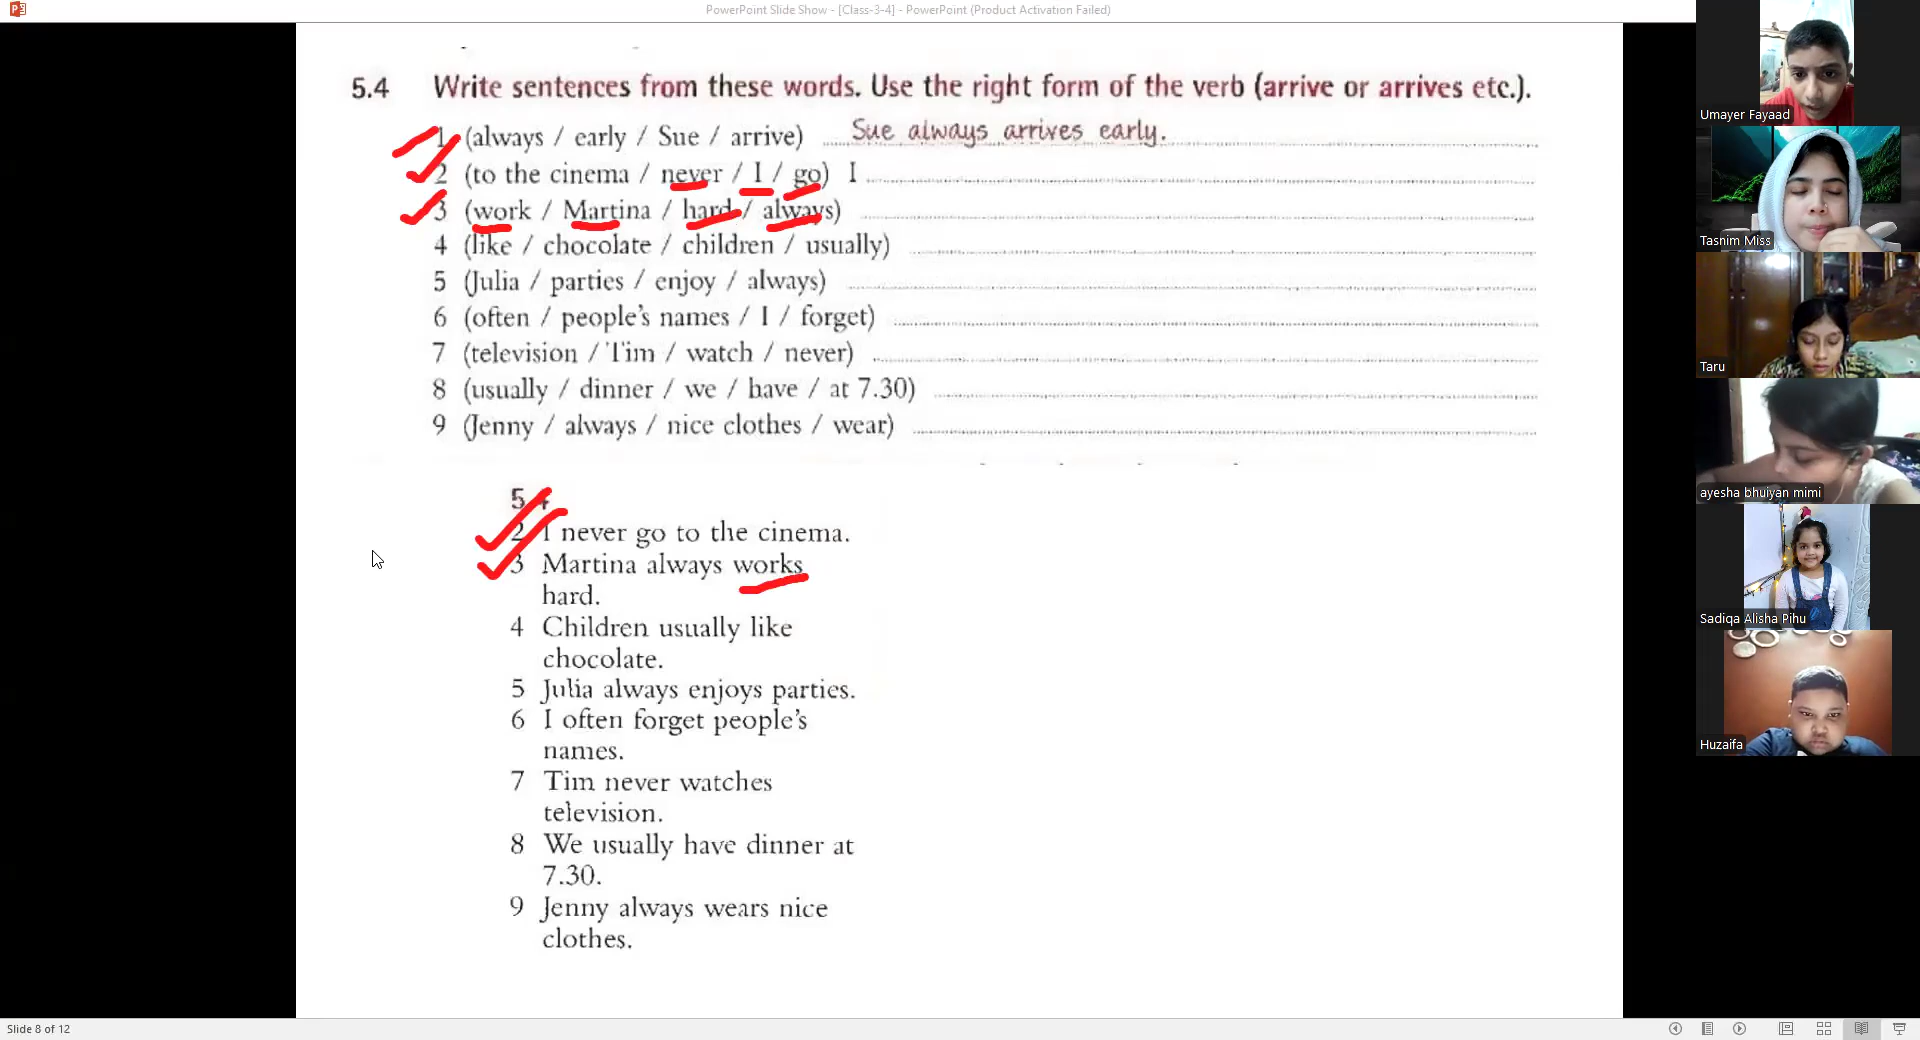 PowerPoint Slide Show - [Class-3-4] - PowerPoint (Product Activation Failed)
5.4 Write sentences from these words. Use the right form of the verb (arrive or arrives etc.).
1 (always / early / Sue / arrive) Sue always arrives early.
2 (to the cinema / never / I / go) I
3 (work / Martina / hard / always)
4 (like / chocolate / children / usually)
5 (Julia / parties / enjoy / always)
6 (often / people's names / I / forget)
7 (television / Tim / watch / never)
8 (usually / dinner / we / have / at 7.30)
9 (Jenny / always / nice clothes / wear)
5.4
2 I never go to the cinema.
3 Martina always works
hard.
4 Children usually like
chocolate.
5 Julia always enjoys parties.
6 I often forget people's
names.
7 Tim never watches
television.
8 We usually have dinner at
7.30.
9 Jenny always wears nice
clothes.
Umayer Fayaad
Tashim Miss
Taru
ayesha bhuiyan mimi
Sadiqa Alisha Pihu
Huzaifa
Slide 8 of 12